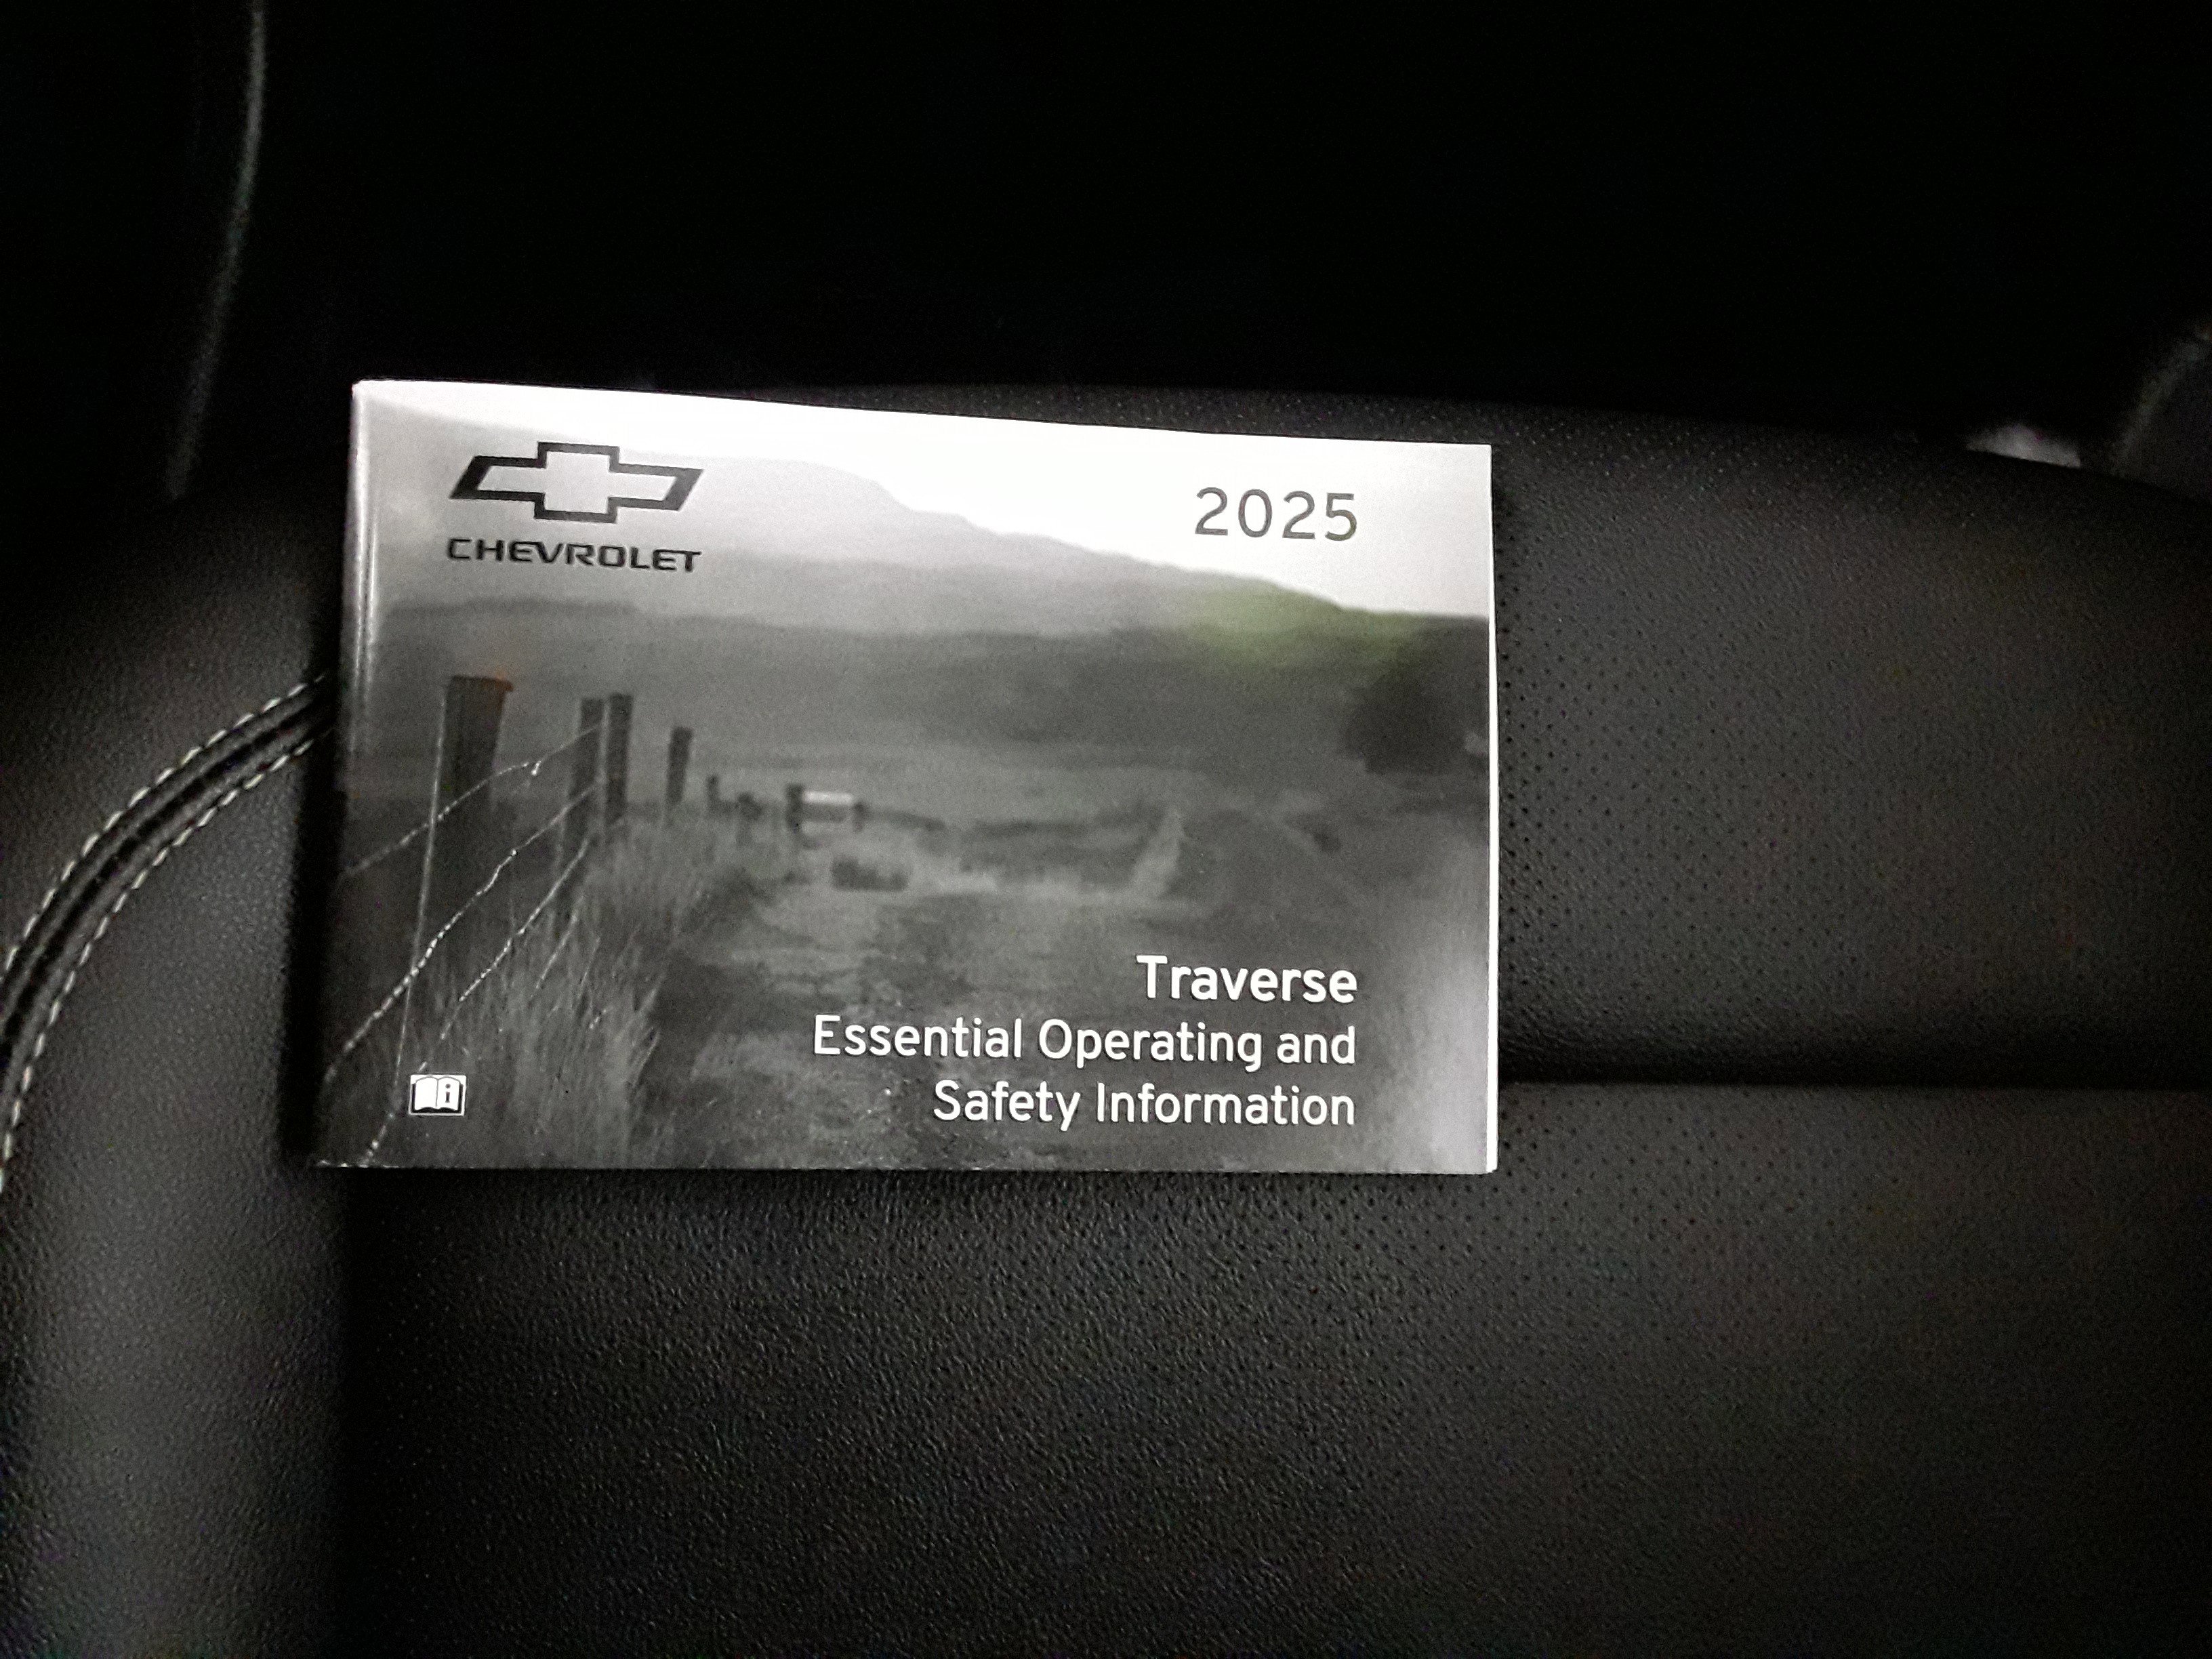 CHEVROLET
2025
Traverse
Essential Operating and
Safety Information